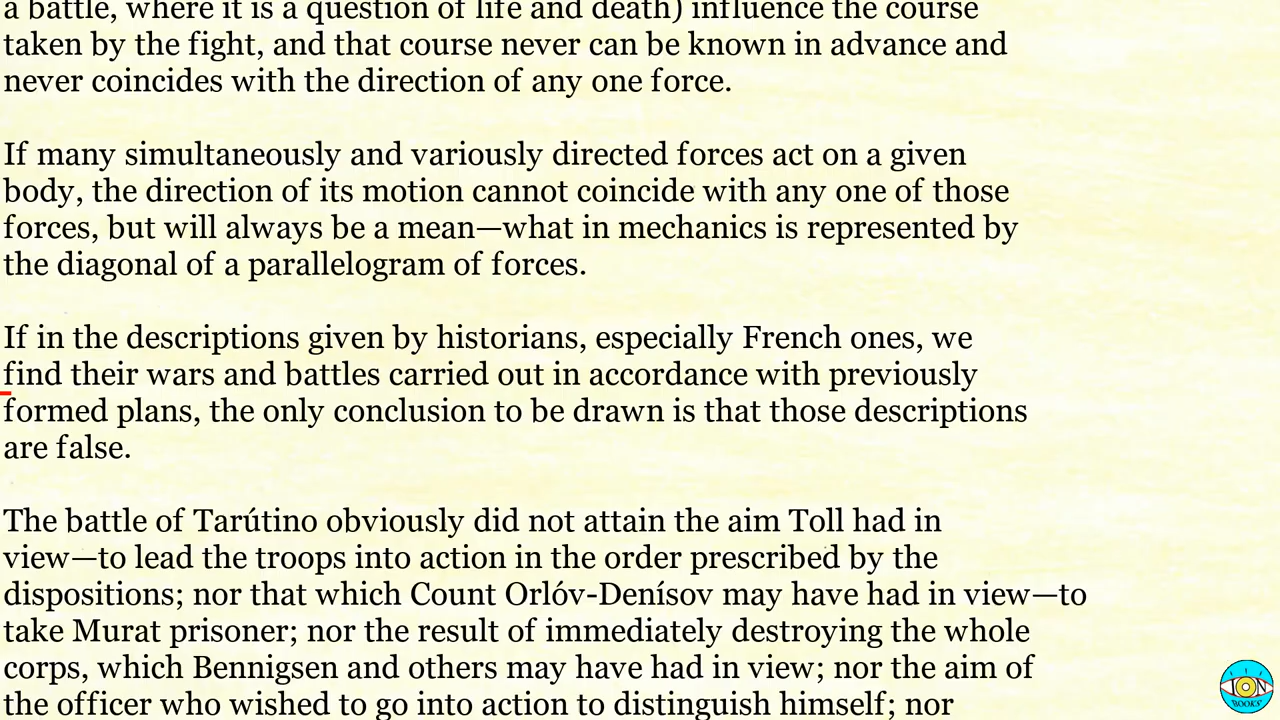 a battle, where it is a question of life and death) influence the course
taken by the fight, and that course never can be known in advance and
never coincides with the direction of any one force.
If many simultaneously and variously directed forces act on a given
body, the direction of its motion cannot coincide with any one of those
forces, but will always be a mean—what in mechanics is represented by
the diagonal of a parallelogram of forces.
If in the descriptions given by historians, especially French ones, we
find their wars and battles carried out in accordance with previously
formed plans, the only conclusion to be drawn is that those descriptions
are false.
The battle of Tarútino obviously did not attain the aim Toll had in
view—to lead the troops into action in the order prescribed by the
dispositions; nor that which Count Orlóv-Denísov may have had in view—to
take Murat prisoner; nor the result of immediately destroying the whole
corps, which Bennigsen and others may have had in view; nor the aim of
the officer who wished to go into action to distinguish himself; nor
ION
BOOKS